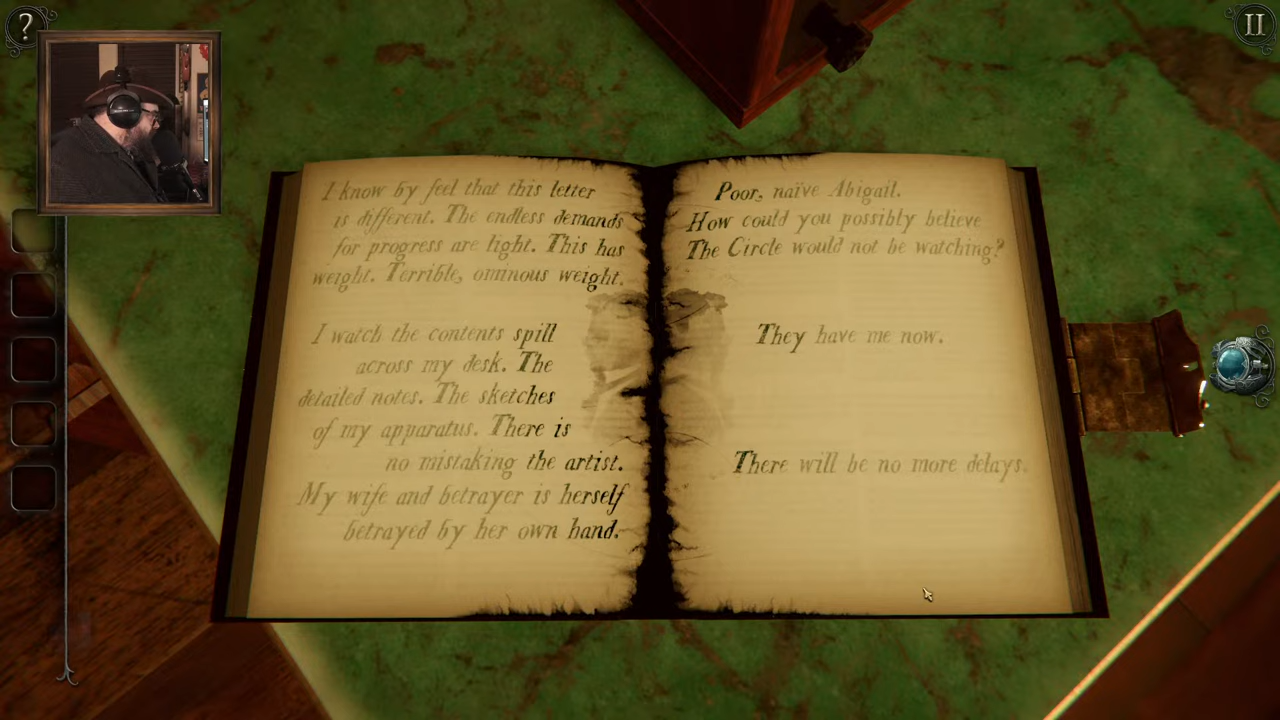 ?
II
I know by feel that this letter
is different. The endless demands
for progress are light. This has
weight. Terrible, ominous weight.
I watch the contents spill
across my desk. The
detailed notes. The sketches
of my apparatus. There is
no mistaking the artist.
My wife and betrayer is herself
betrayed by her own hand.
Poor, naïve Abigail.
How could you possibly believe
The Circle would not be watching?
They have me now.
There will be no more delays.